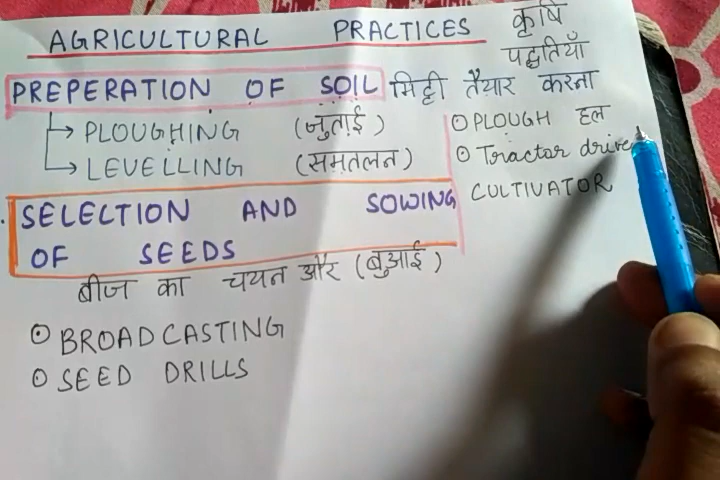 AGRICULTURAL PRACTICES कृषि
पद्धतियाँ
PREPERATION OF SOIL मिट्टी तैयार करना
PLOUGHING (जुताई)
LEVELLING (समतलन)
PLOUGH हल
Tractar drive
CULTIVATOR
SELECTION AND SOWING
OF SEEDS
बीज का चयन और (बुआई)
BROADCASTING
SEED DRILLS